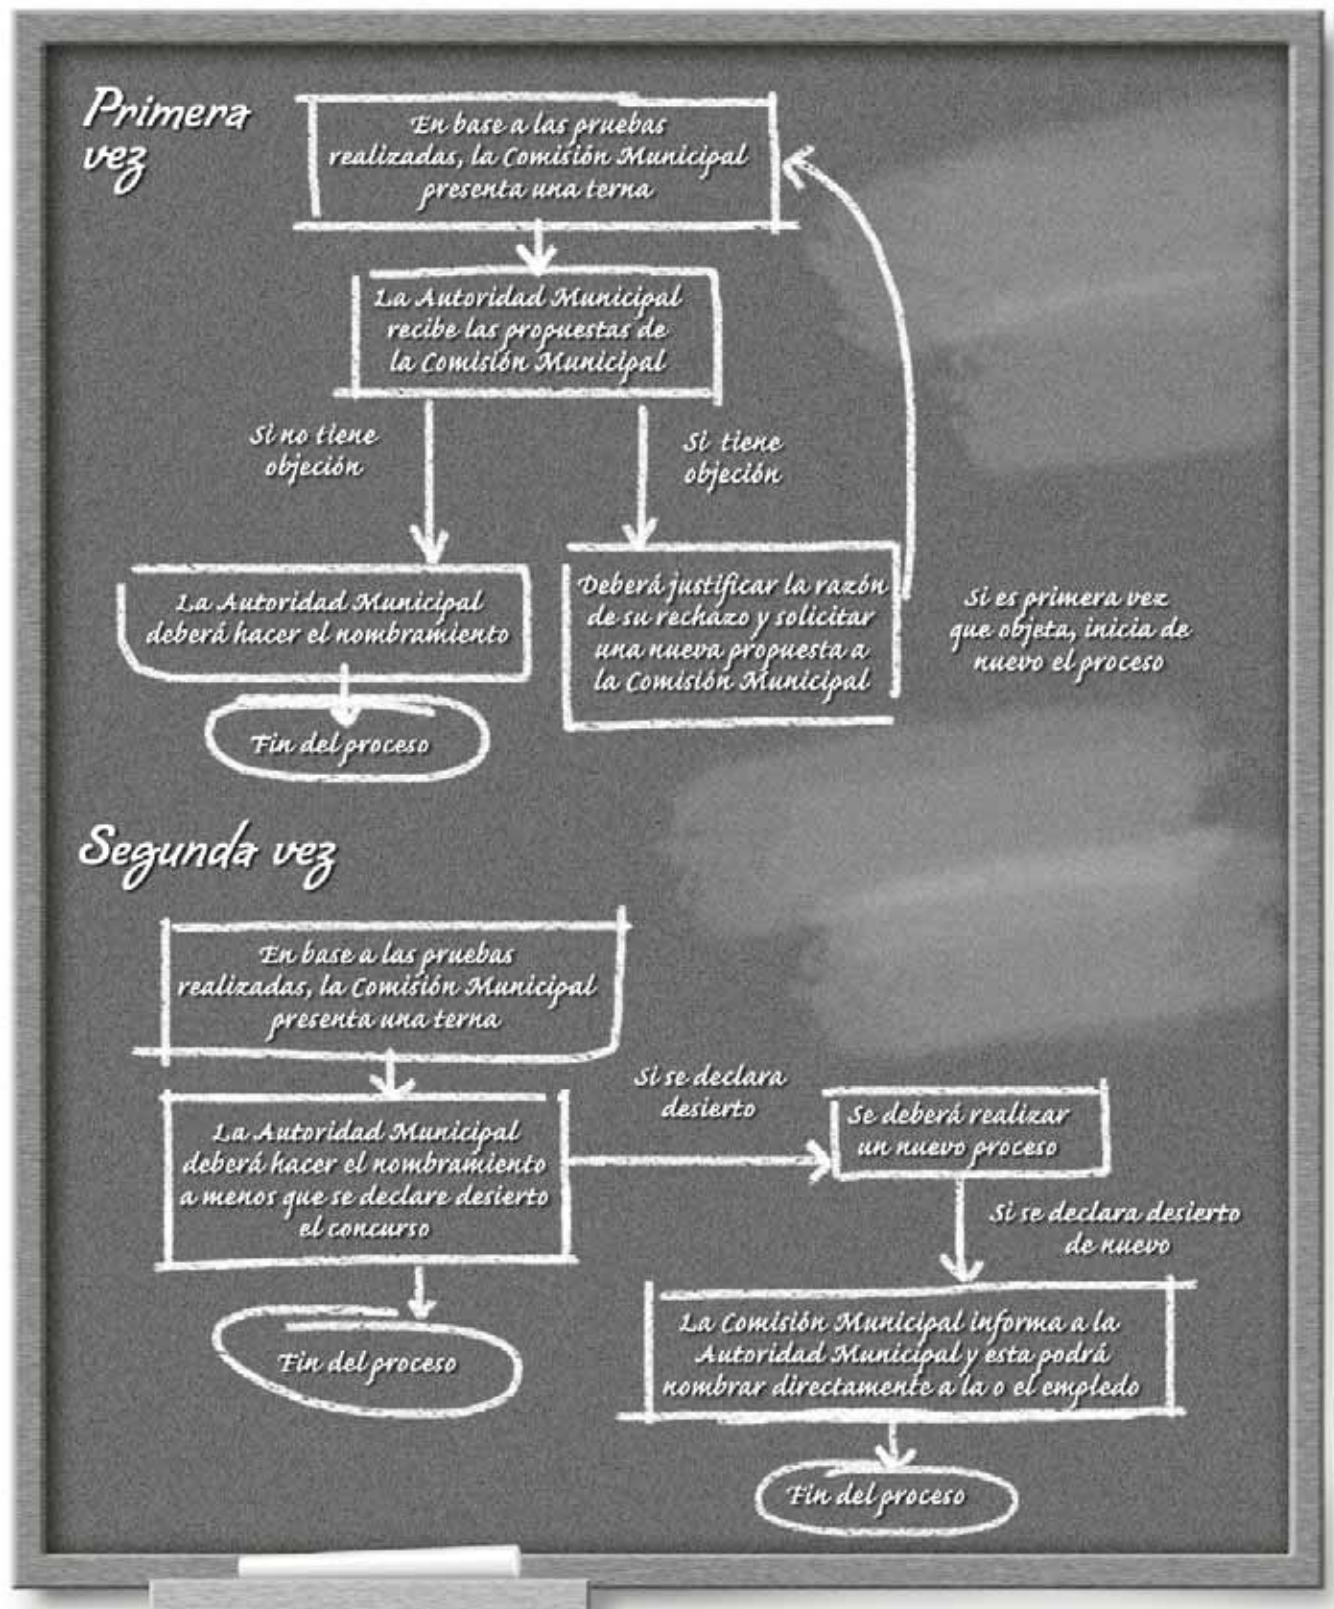 Primera
vez
En base a las pruebas
realizadas, la Comisión Municipal
presenta una terna
La Autoridad Municipal
recibe las propuestas de
la Comisión Municipal
Si no tiene
objeción
Si tiene
objeción
La Autoridad Municipal
deberá hacer el nombramiento
Deberá justificar la razón
de su rechazo y solicitar
una nueva propuesta a
la Comisión Municipal
Si es primera vez
que objeta, inicia de
nuevo el proceso
Fin del proceso
Segunda vez
En base a las pruebas
realizadas, la Comisión Municipal
presenta una terna
Si se declara
desierto
La Autoridad Municipal
deberá hacer el nombramiento
a menos que se declare desierto
el concurso
Se deberá realizar
un nuevo proceso
Si se declara desierto
de nuevo
Fin del proceso
La Comisión Municipal informa a la
Autoridad Municipal y esta podrá
nombrar directamente a la o el empledo
Fin del proceso